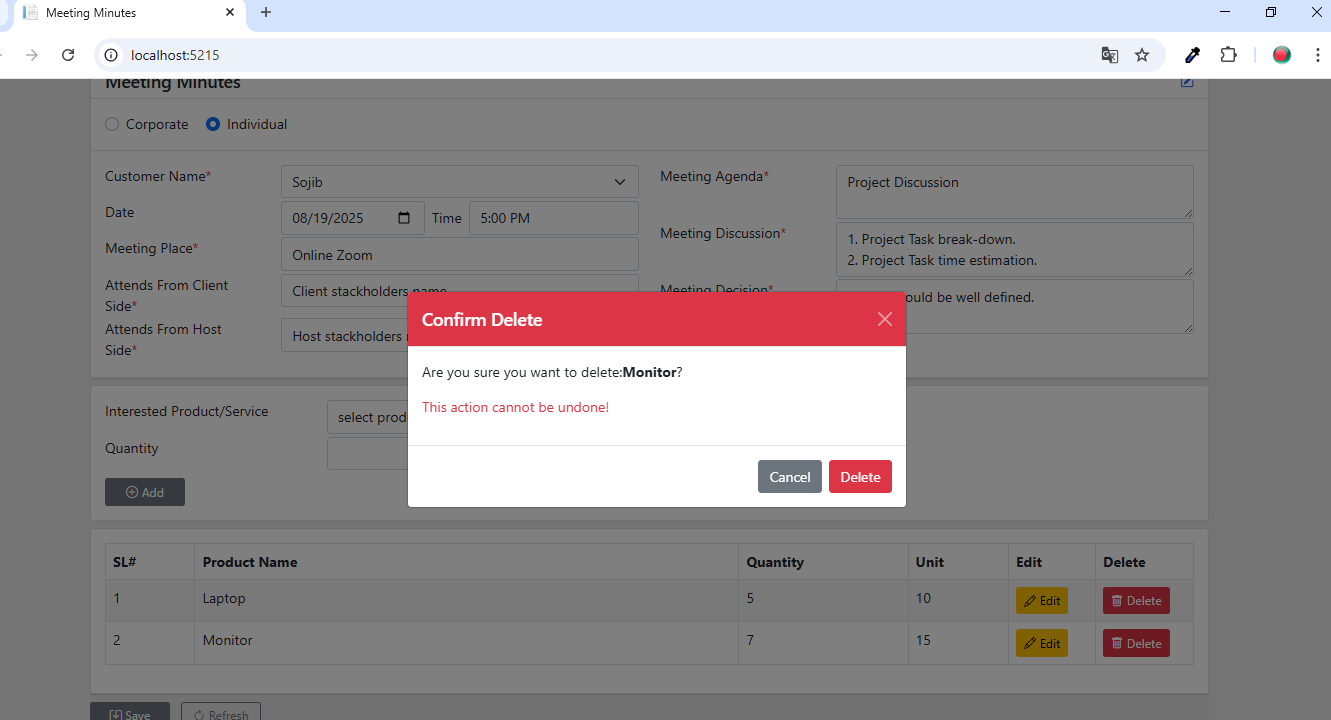 Meeting Minutes
localhost:5215
Meeting Minutes
Corporate Individual
Customer Name*
Sojib
Date
08/19/2025
Time
5:00 PM
Meeting Place*
Online Zoom
Attends From Client
Side*
Client stackholders name
Attends From Host
Side*
Host stackholders
Meeting Agenda*
Project Discussion
Meeting Discussion*
1. Project Task break-down.
2. Project Task time estimation.
Meeting Decision*
ould be well defined.
Confirm Delete
Are you sure you want to delete:Monitor?
This action cannot be undone!
Cancel Delete
Interested Product/Service
select prod
Quantity
Add
SL# Product Name Quantity Unit Edit Delete
1 Laptop 5 10 Edit Delete
2 Monitor 7 15 Edit Delete
Save Refresh